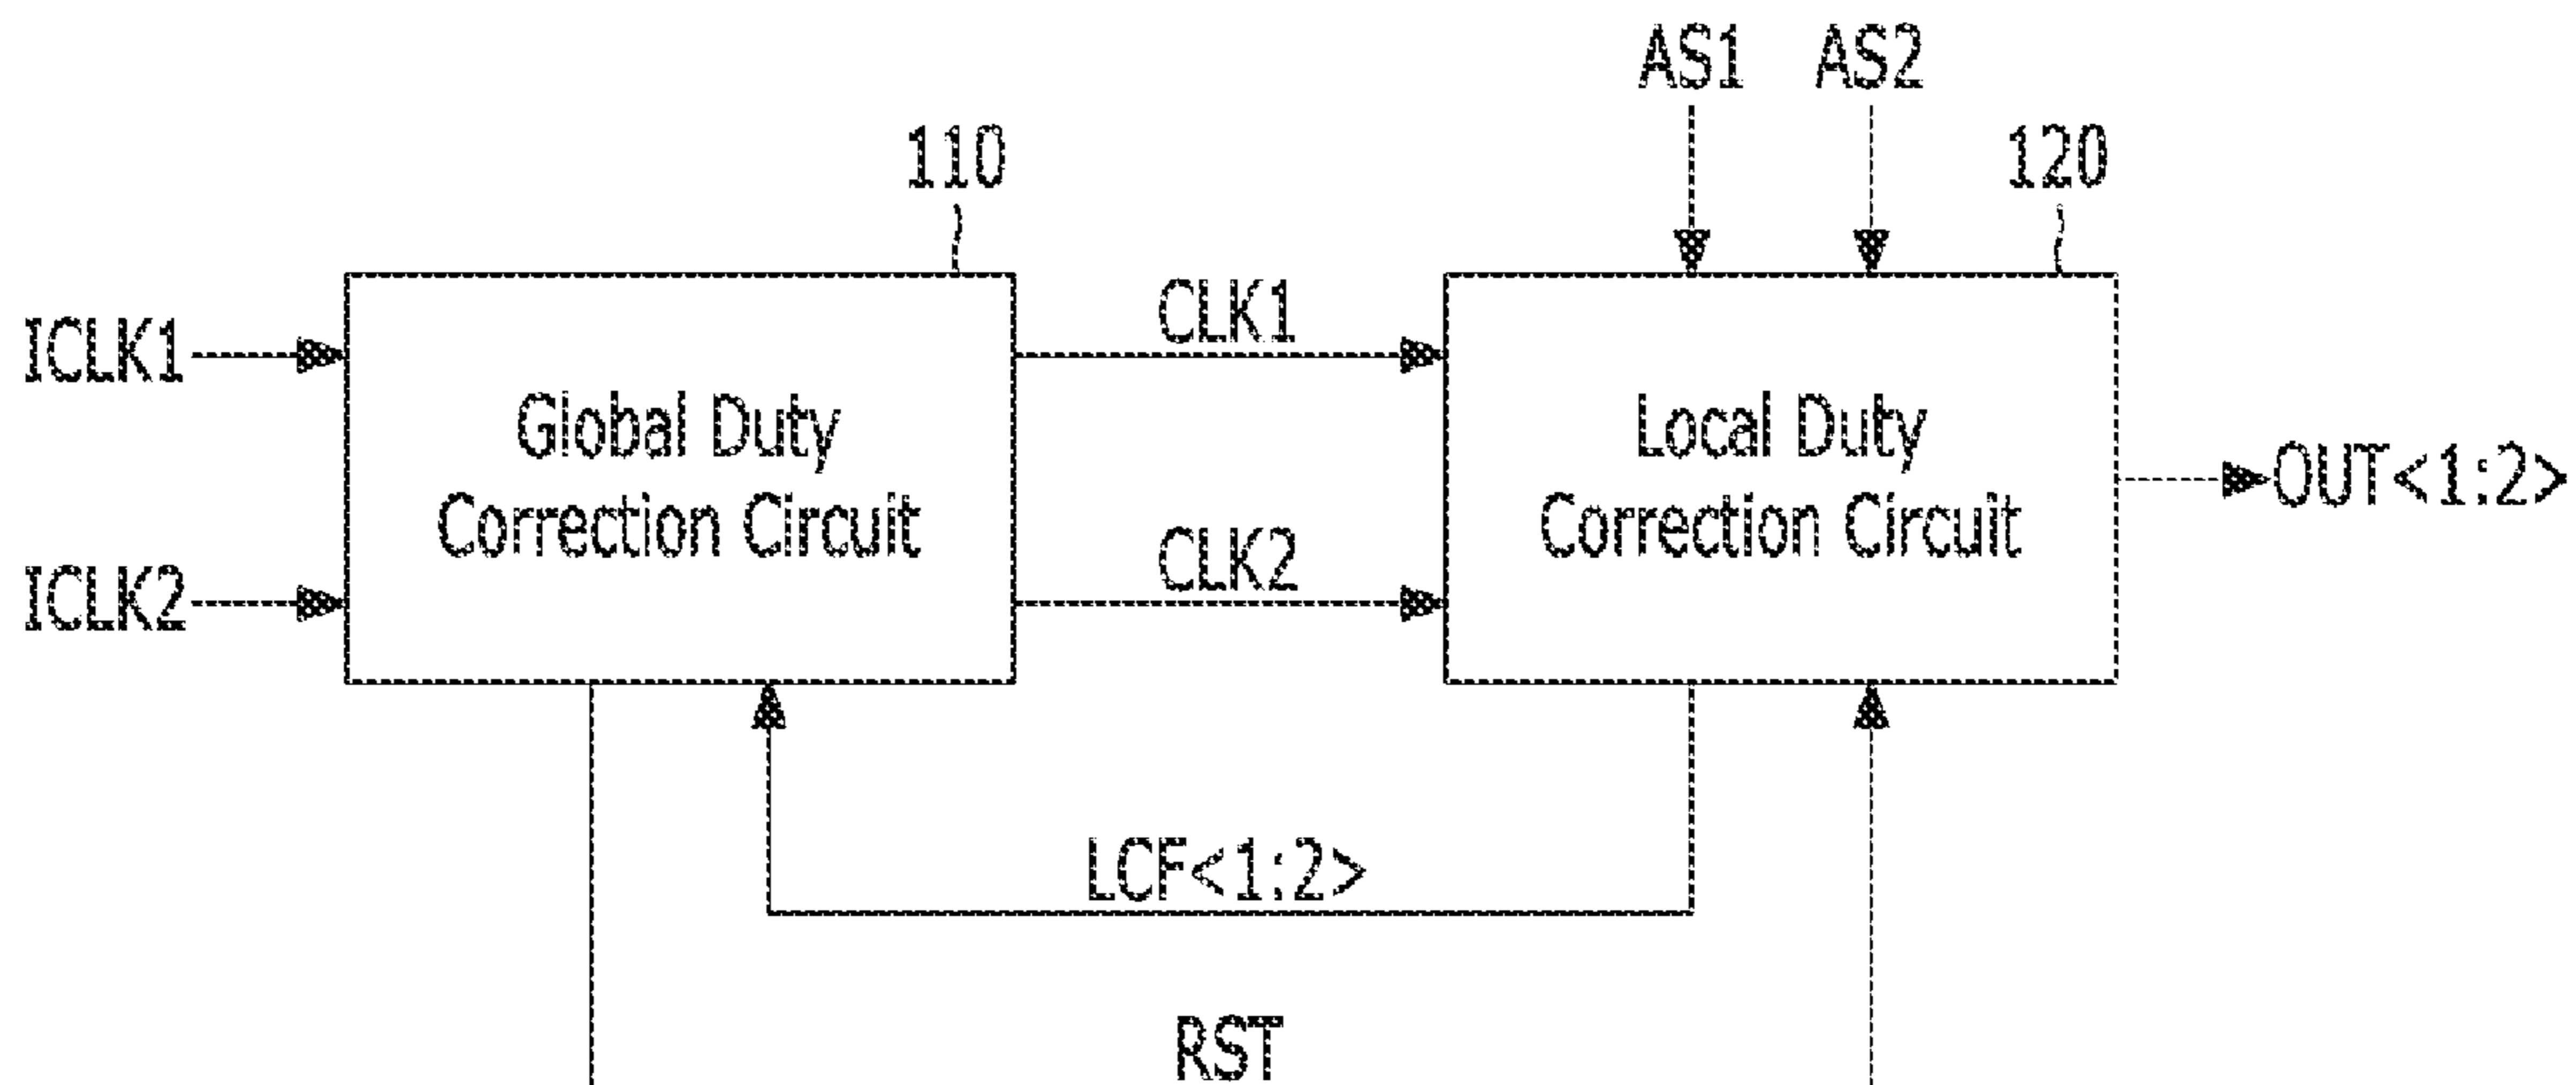 AS1 AS2
110
120
ICLK1
CLK1
Global Duty
Correction Circuit
Local Duty
Correction Circuit
OUT<1:2>
ICLK2
CLK2
LCF<1:2>
RST